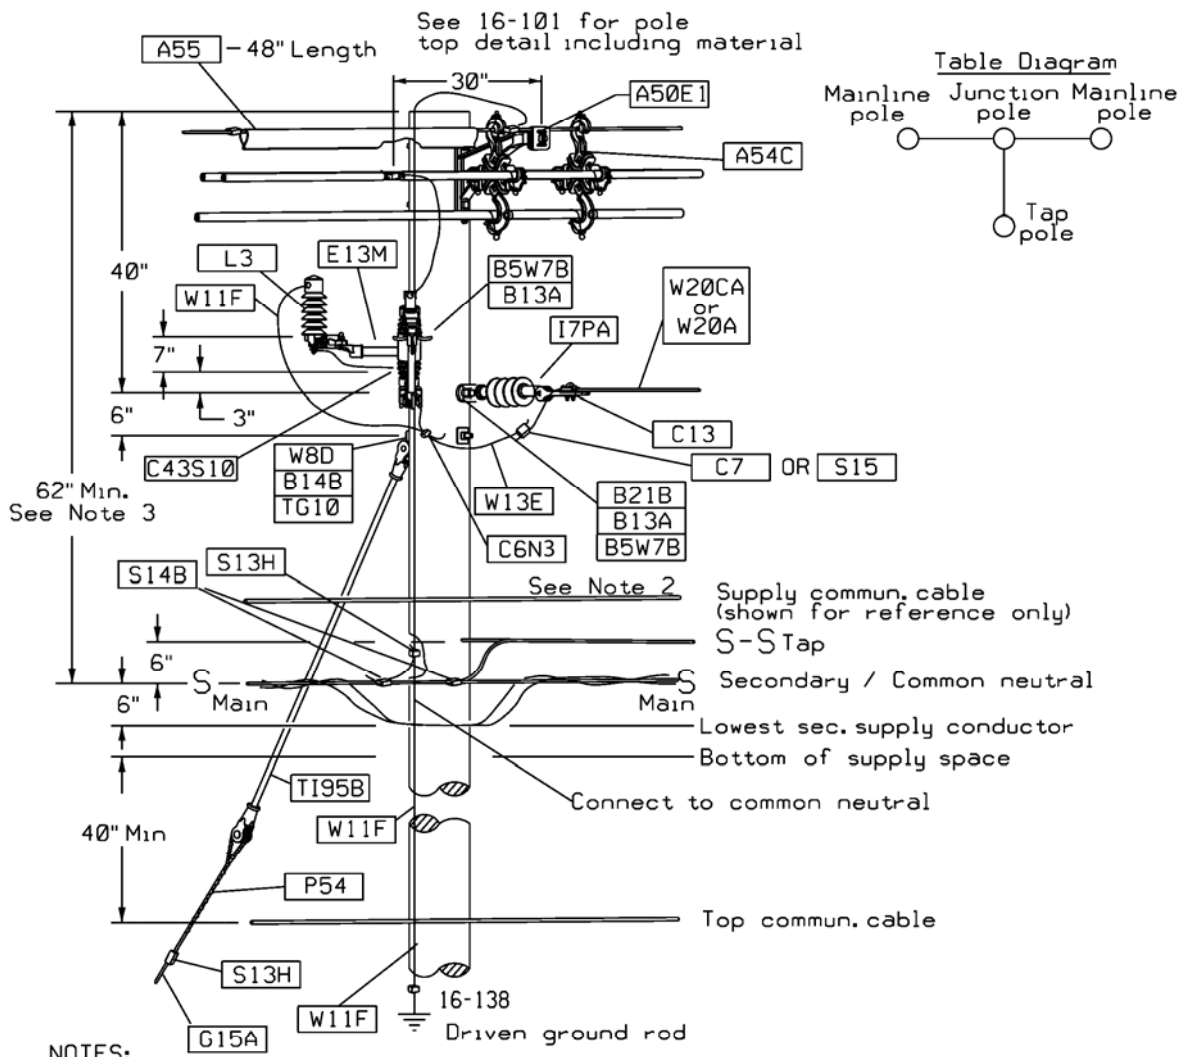 See 16-101 for pole
top detail including material
A55 - 48" Length
30"
A50E1
A54C
Table Diagram
Mainline pole
Junction pole
Mainline pole
Tap pole
40"
L3
E13M
W11F
B5W7B
B13A
W20CA
or
W20A
I7PA
7"
6"
3"
C13
C43S10
W8D
B14B
TG10
C7 OR S15
W13E
B21B
B13A
B5W7B
62" Min.
See Note 3
C6N3
S13H
S14B
See Note 2
Supply commun. cable
(shown for reference only)
S-S Tap
6"
S Main
S Main
Secondary / Common neutral
6"
Lowest sec. supply conductor
Bottom of supply space
TI95B
Connect to common neutral
W11F
40" Min
P54
Top commun. cable
S13H
W11F
16-138
Driven ground rod
G15A
NOTES: